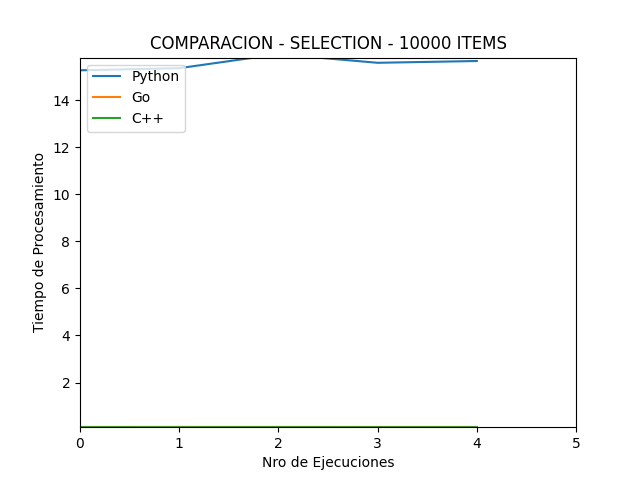 COMPARACION - SELECTION - 10000 ITEMS
Python
Go
C++
14
12
10
8
6
4
2
Tiempo de Procesamiento
0 1 2 3 4 5
Nro de Ejecuciones